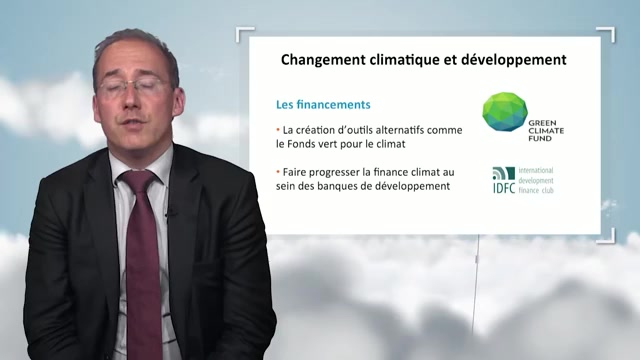 Changement climatique et développement
Les financements
• La création d'outils alternatifs comme
le Fonds vert pour le climat
• Faire progresser la finance climat au
sein des banques de développement
GREEN
CLIMATE
FUND
IDFC
international
development
finance club